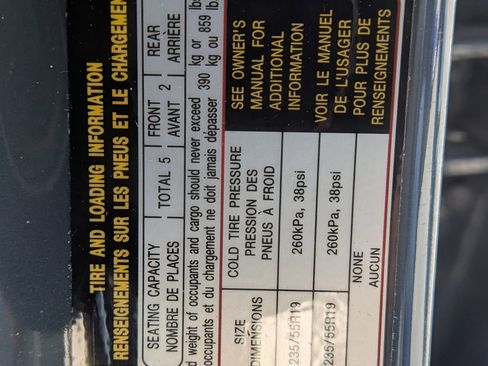 TIRE AND LOADING INFORMATION
RENSEIGNEMENTS SUR LES PNEUS ET LE CHARGEMENT
SEATING CAPACITY
NOMBRE DE PLACES
TOTAL 5
FRONT
AVANT 2
REAR
ARRIÈRE
d weight of occupants and cargo should never exceed 390 kg or 859 lbs
occupants et du chargement ne doit jamais dépasser 390 kg ou 859 lb
SIZE
DIMENSIONS
COLD TIRE PRESSURE
PRESSION DES
PNEUS À FROID
SEE OWNER'S
MANUAL FOR
ADDITIONAL
INFORMATION
VOIR LE MANUEL
DE L'USAGER
POUR PLUS DE
RENSEIGNEMENTS
235/55R19
260kPa, 38psi
235/55R19
260kPa, 38psi
NONE
AUCUN